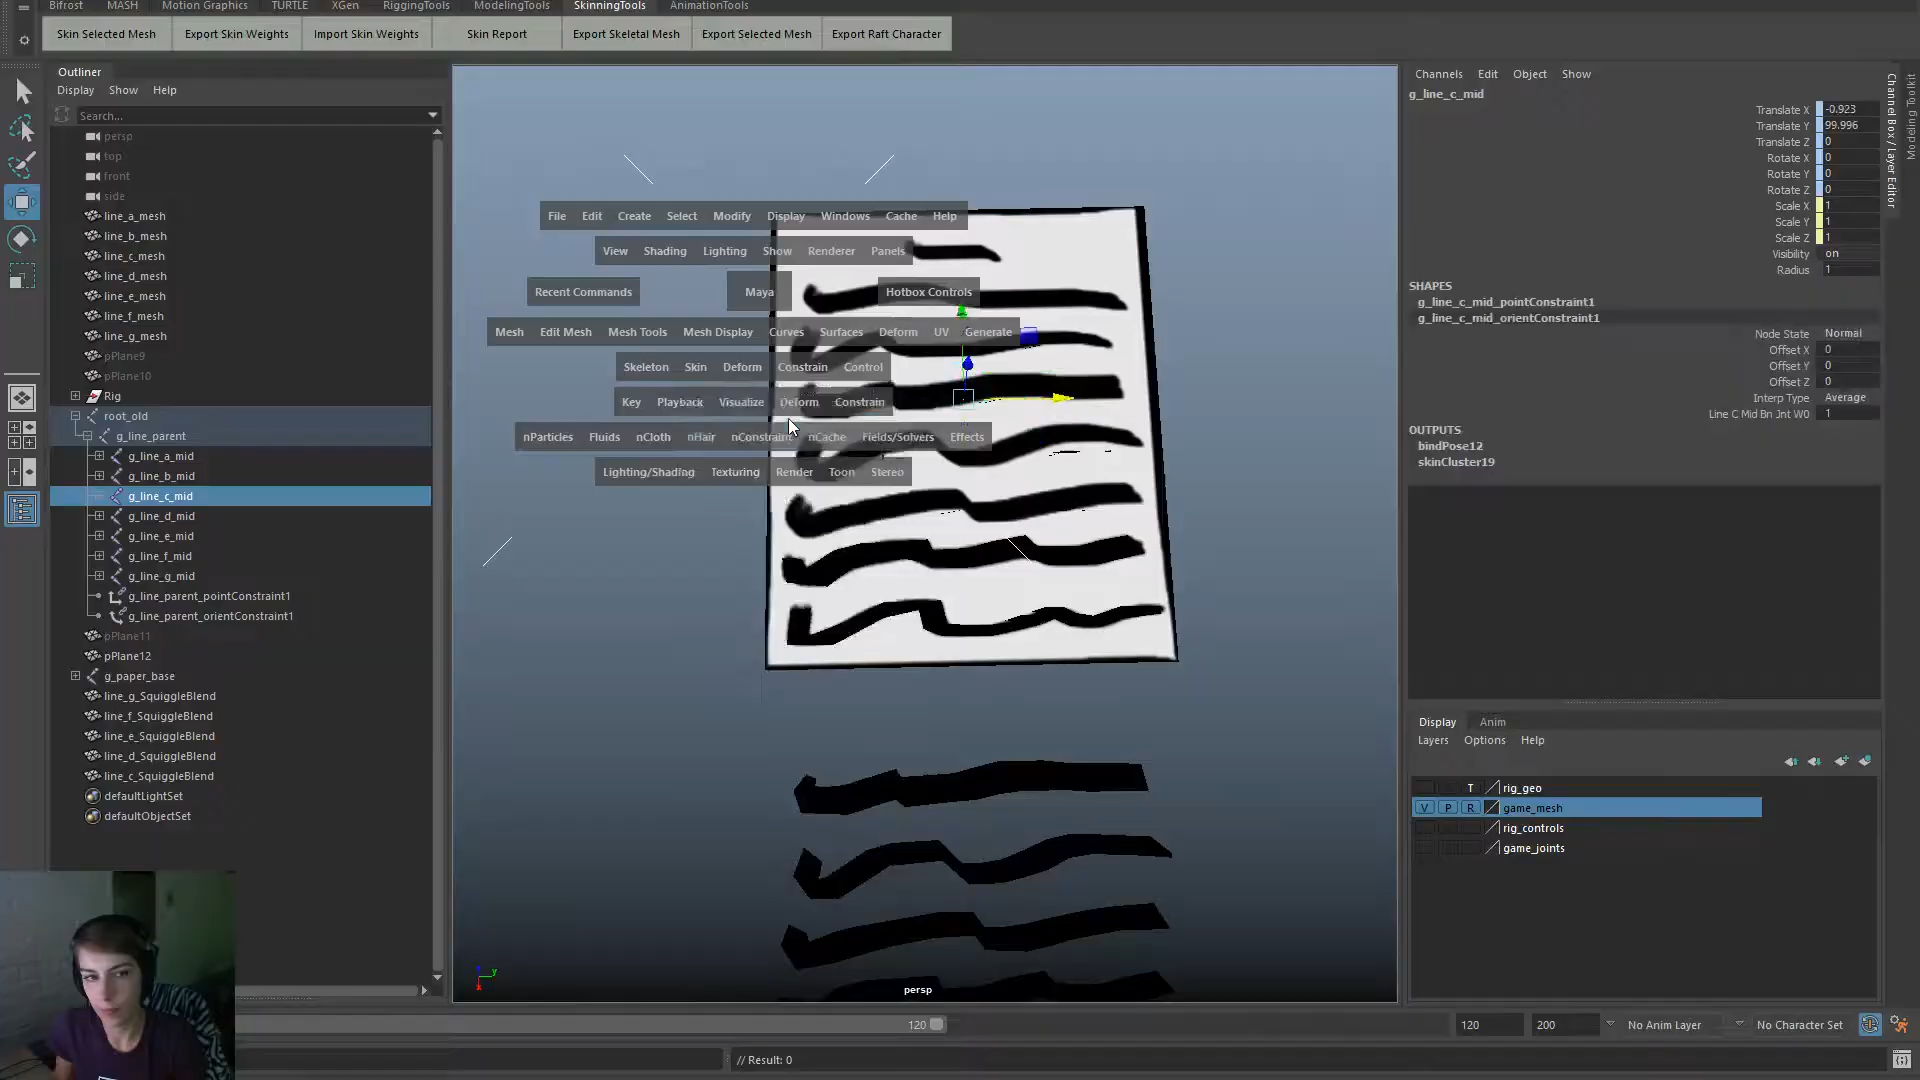 Bifrost MASH Motion Graphics TURTLE XGen RiggingTools ModelingTools SkinningTools AnimationTools
Skin Selected Mesh Export Skin Weights Import Skin Weights Skin Report Export Skeletal Mesh Export Selected Mesh Export Raft Character
Outliner
Display Show Help
Search...
persp
top
front
side
line_a_mesh
line_b_mesh
line_c_mesh
line_d_mesh
line_e_mesh
line_f_mesh
line_g_mesh
pPlane9
pPlane10
Rig
root_old
g_line_parent
g_line_a_mid
g_line_b_mid
g_line_c_mid
g_line_d_mid
g_line_e_mid
g_line_f_mid
g_line_g_mid
g_line_parent_pointConstraint1
g_line_parent_orientConstraint1
pPlane11
pPlane12
g_paper_base
line_g_SquiggleBlend
line_f_SquiggleBlend
line_e_SquiggleBlend
line_d_SquiggleBlend
line_c_SquiggleBlend
defaultLightSet
defaultObjectSet
File Edit Create Select Modify Display Windows Cache Help
View Shading Lighting Show Renderer Panels
Recent Commands Maya Hotbox Controls
Mesh Edit Mesh Mesh Tools Mesh Display Curves Surfaces Deform UV Generate
Skeleton Skin Deform Constrain Control
Key Playback Visualize Deform Constrain
nParticles Fluids nCloth nHair nConstraint nCache Fields/Solvers Effects
Lighting/Shading Texturing Render Toon Stereo
y
persp
Channels Edit Object Show
g_line_c_mid
Translate X -0.923
Translate Y 99.996
Translate Z 0
Rotate X 0
Rotate Y 0
Rotate Z 0
Scale X 1
Scale Y 1
Scale Z 1
Visibility on
Radius 1
SHAPES
g_line_c_mid_pointConstraint1
g_line_c_mid_orientConstraint1
Node State Normal
Offset X 0
Offset Y 0
Offset Z 0
Interp Type Average
Line C Mid Bn Jnt W0 1
OUTPUTS
bindPose12
skinCluster19
Channel Box / Layer Editor
Modeling Toolkit
Display Anim
Layers Options Help
T rig_geo
V P R game_mesh
rig_controls
game_joints
120 120 200 No Anim Layer No Character Set
// Result: 0